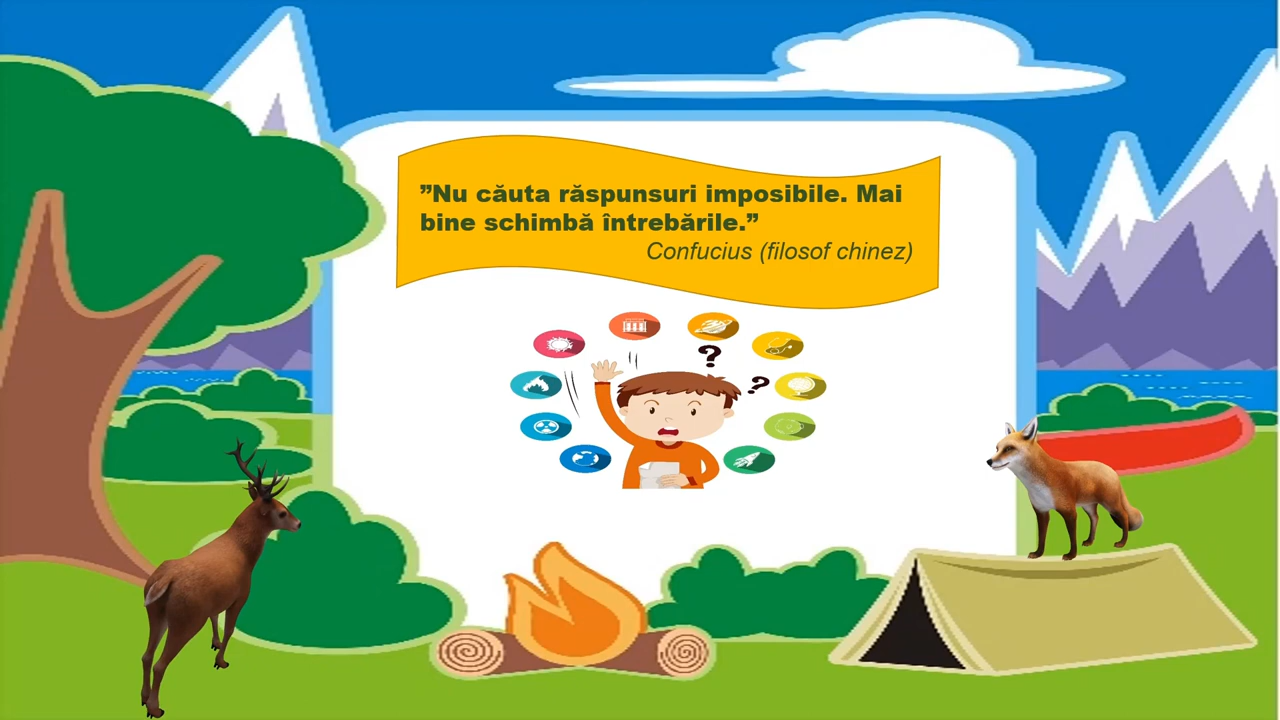 ”Nu căuta răspunsuri imposibile. Mai
bine schimbă întrebările.”
Confucius (filosof chinez)
? ?